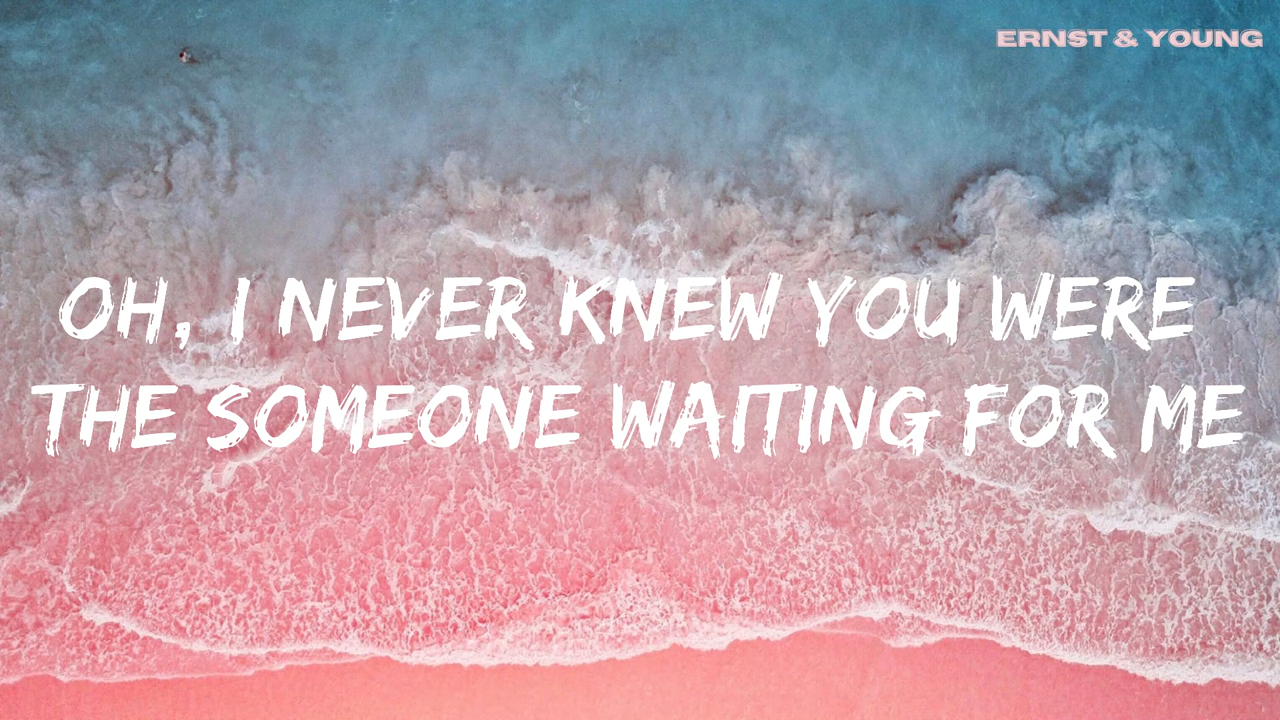 ERNST & YOUNG
OH, I NEVER KNEW YOU WERE
THE SOMEONE WAITING FOR ME